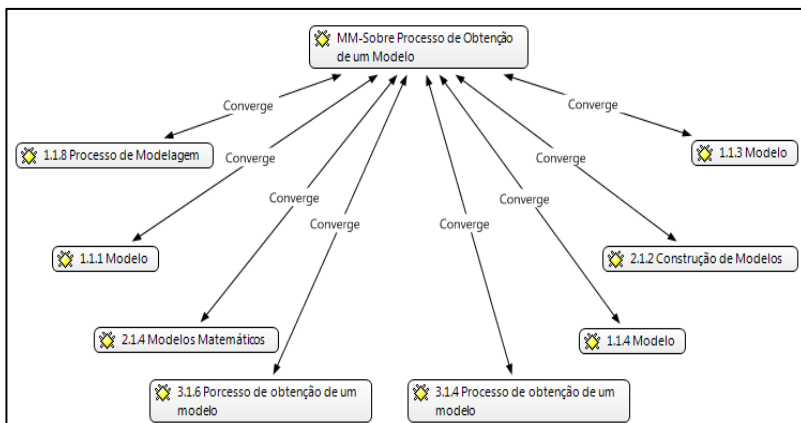 MM-Sobre Processo de Obtenção
de um Modelo
Converge
Converge
1.1.8 Processo de Modelagem
Converge
Converge
1.1.3 Modelo
Converge
Converge
Converge
Converge
1.1.1 Modelo
2.1.2 Construção de Modelos
2.1.4 Modelos Matemáticos
1.1.4 Modelo
3.1.6 Porcesso de obtenção de um
modelo
3.1.4 Processo de obtenção de um
modelo